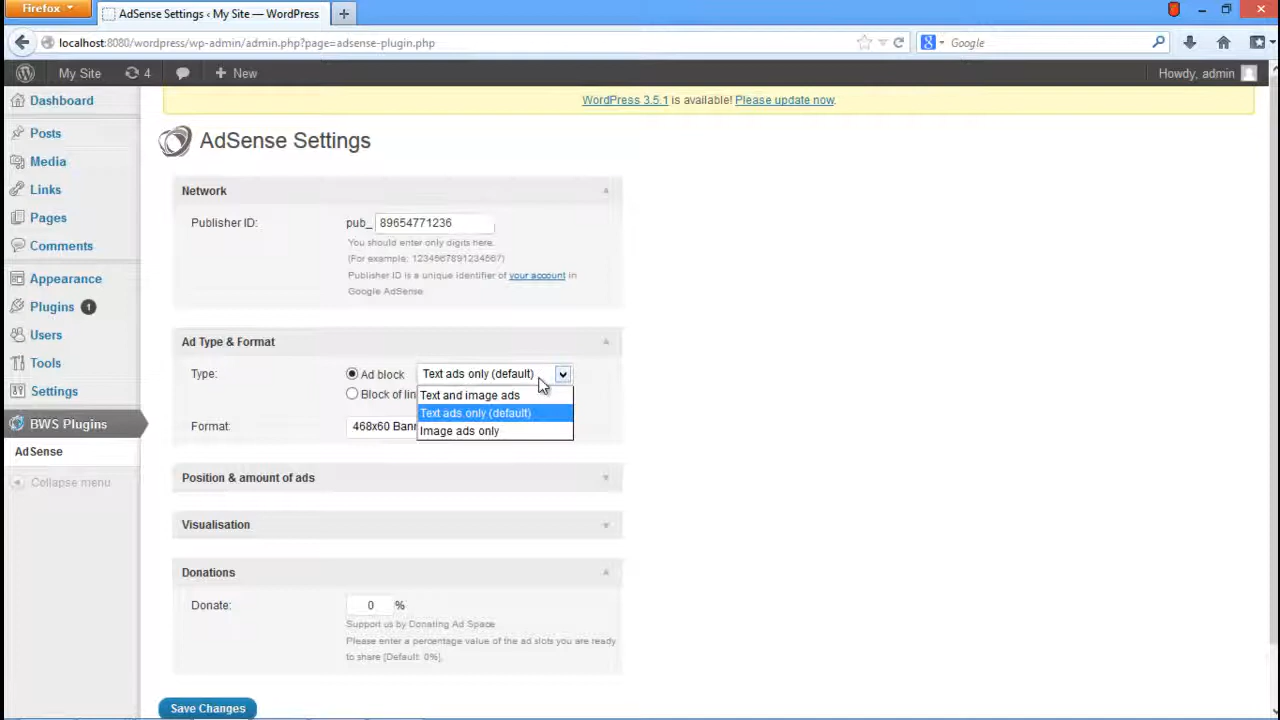 Firefox
AdSense Settings ‹ My Site — WordPress
localhost:8080/wordpress/wp-admin/admin.php?page=adsense-plugin.php
Google
My Site
4
New
Howdy, admin
Dashboard
Posts
Media
Links
Pages
Comments
Appearance
Plugins 1
Users
Tools
Settings
BWS Plugins
AdSense
Collapse menu
WordPress 3.5.1 is available! Please update now.
AdSense Settings
Network
Publisher ID: pub_ 89654771236
You should enter only digits here.
(For example: 1234567891234567)
Publisher ID is a unique identifier of your account in
Google AdSense
Ad Type & Format
Type: Ad block Text ads only (default)
Text and image ads
Block of lin
Text ads only (default)
Image ads only
Format: 468x60 Bann
Position & amount of ads
Visualisation
Donations
Donate: 0 %
Support us by Donating Ad Space
Please enter a percentage value of the ad slots you are ready
to share [Default: 0%].
Save Changes